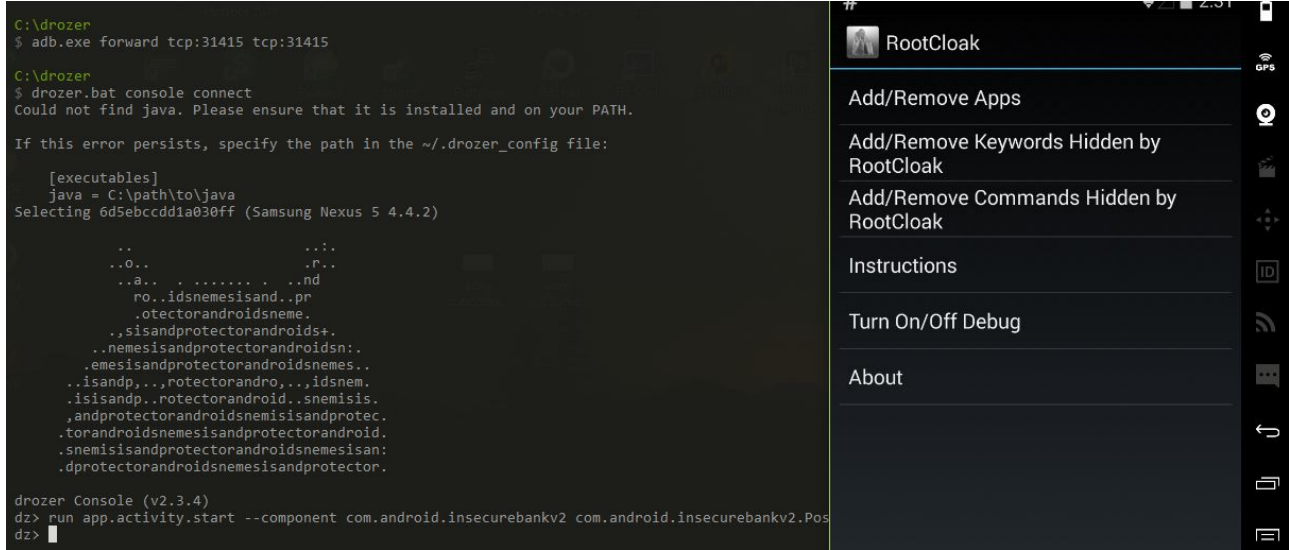 C:\drozer
$ adb.exe forward tcp:31415 tcp:31415
C:\drozer
$ drozer.bat console connect
Could not find java. Please ensure that it is installed and on your PATH.
If this error persists, specify the path in the ~/.drozer_config file:
[executables]
java = C:\path\to\java
Selecting 6d5ebccdd1a030ff (Samsung Nexus 5 4.4.2)
..                    ..:.
..o..                  .r..
..a..  . ....... .  ..nd
ro..idsnemesisand..pr
.otectorandroidsneme.
.,sisandprotectorandroids+.
..nemesisandprotectorandroidsn:.
.emesisandprotectorandroidsnemes..
..isandp,..,rotectorandro,..,idsnem.
.isisandp..rotectorandroid..snemisis.
,andprotectorandroidsnemisisandprotec.
.torandroidsnemesisandprotectorandroid.
.snemisisandprotectorandroidsnemesisan:
.dprotectorandroidsnemesisandprotector.
drozer Console (v2.3.4)
dz> run app.activity.start --component com.android.insecurebankv2 com.android.insecurebankv2.Pos
dz>
#
RootCloak
Add/Remove Apps
Add/Remove Keywords Hidden by
RootCloak
Add/Remove Commands Hidden by
RootCloak
Instructions
Turn On/Off Debug
About
GPS
ID